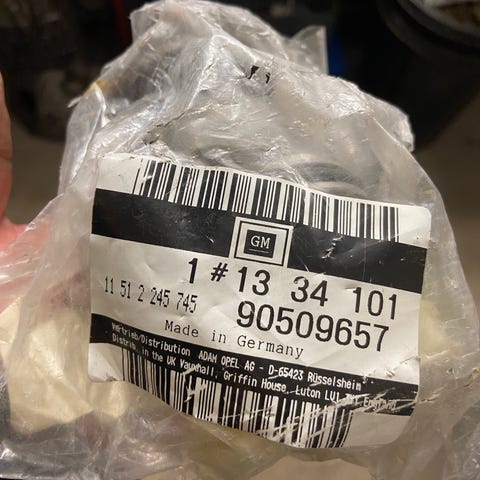 GM
1 # 13 34 101
11 51 2 245 745 90509657
Made in Germany
Vertrieb/Distribution ADAM OPEL AG - D-65423 Rüsselsheim
Distrib. in the UK Vauxhall, Griffin House, Luton LU1 England